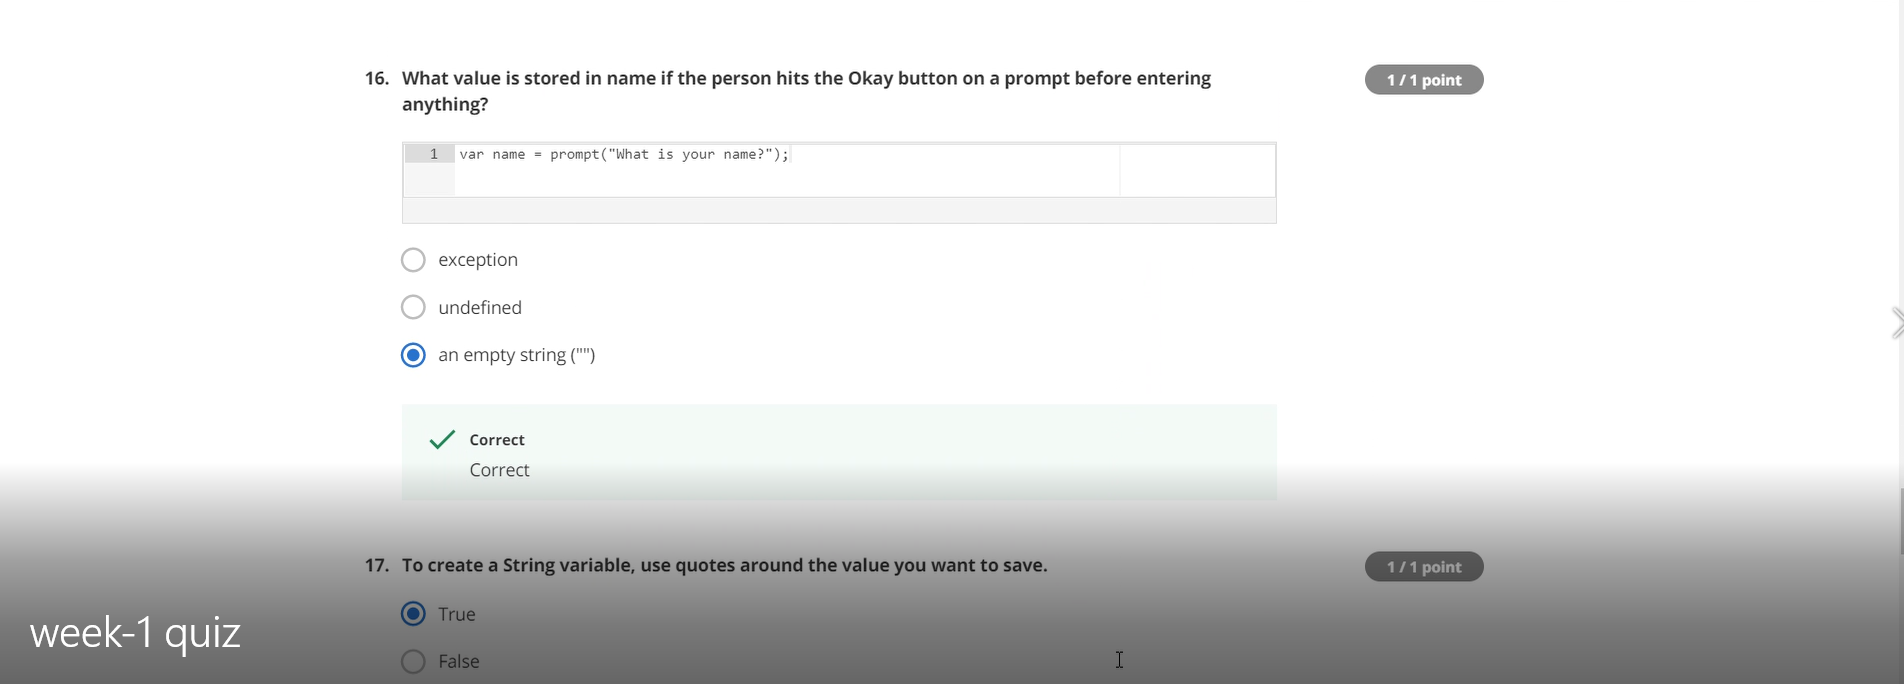 16. What value is stored in name if the person hits the Okay button on a prompt before entering
anything?
1 / 1 point
1 var name = prompt("What is your name?");
exception
undefined
an empty string ("")
Correct
Correct
17. To create a String variable, use quotes around the value you want to save.
1 / 1 point
True
False
week-1 quiz